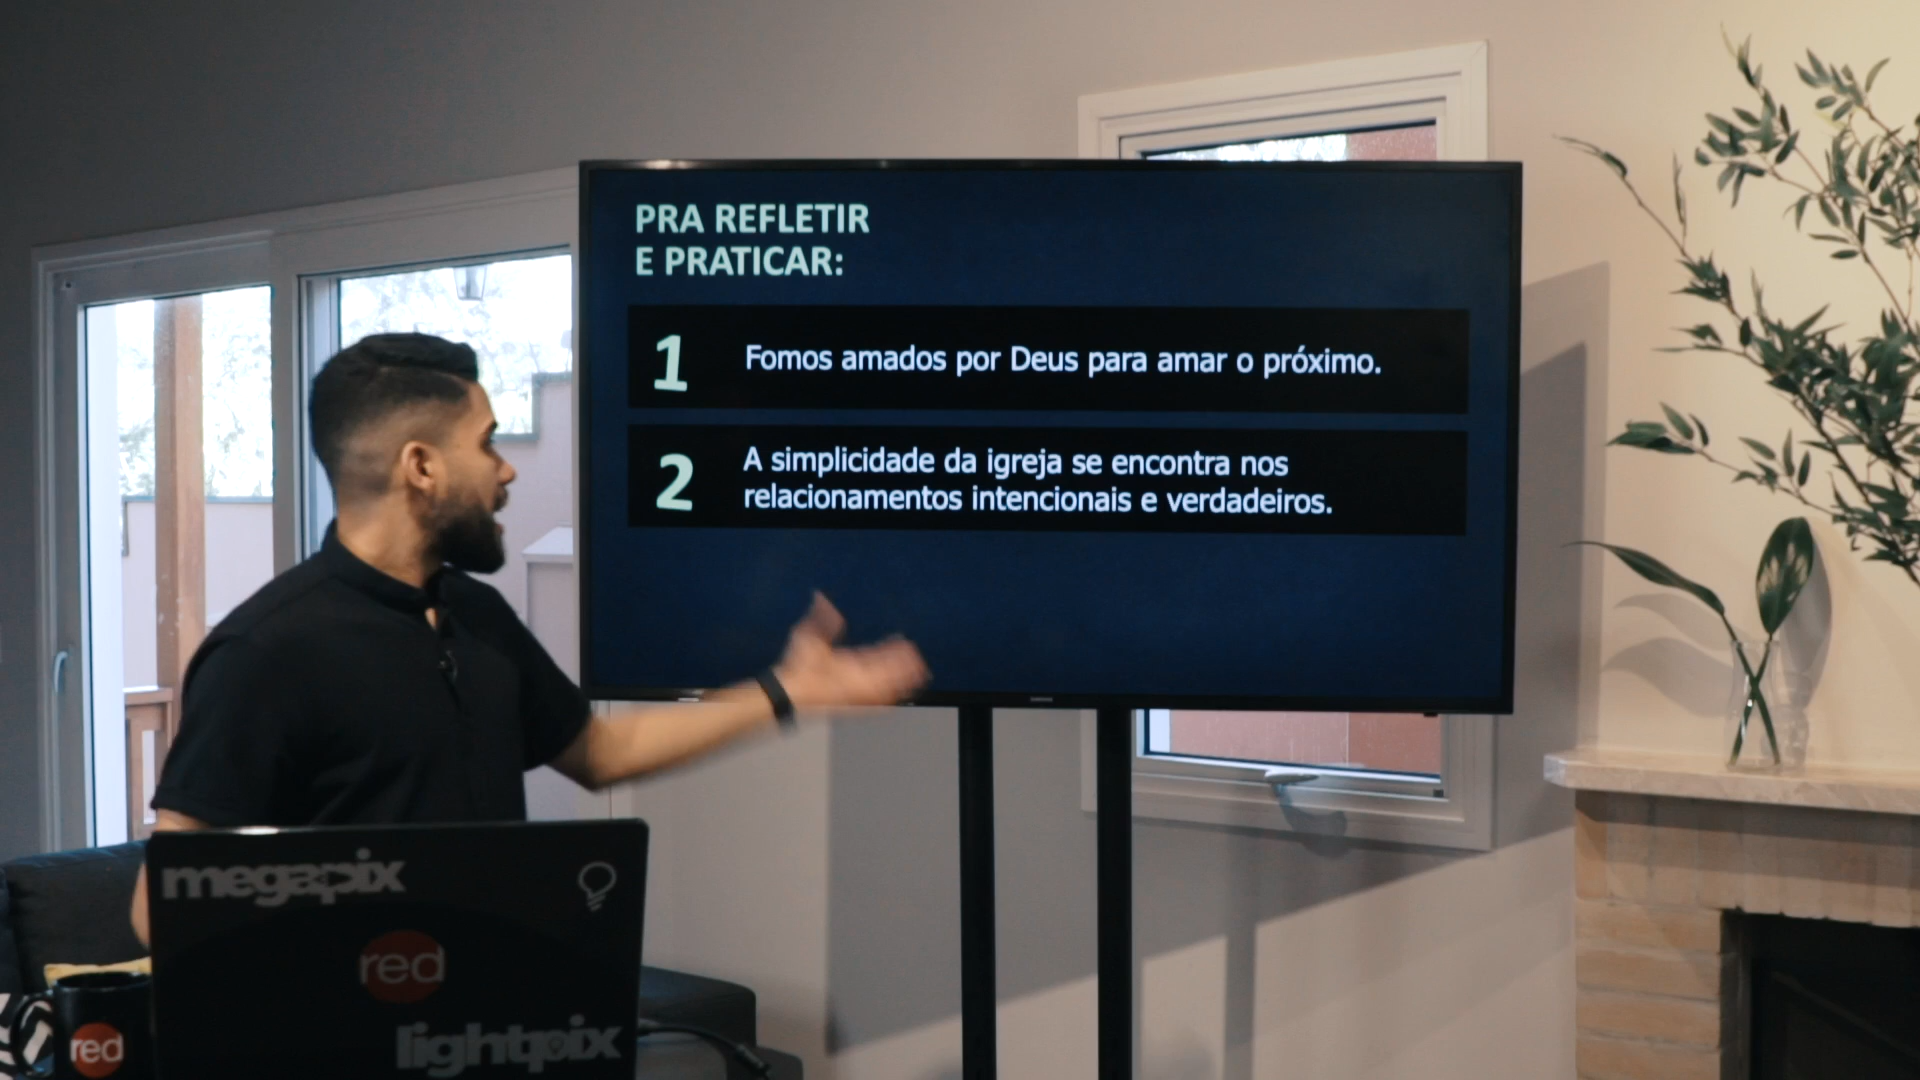 PRA REFLETIR
E PRATICAR:
1
Fomos amados por Deus para amar o próximo.
2
A simplicidade da igreja se encontra nos
relacionamentos intencionais e verdadeiros.
megapix
red
lightpix
red